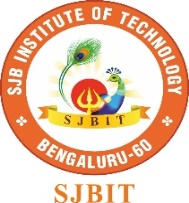 SJB INSTITUTE OF TECHNOLOGY
SJBIT
BENGALURU-60
SJBIT